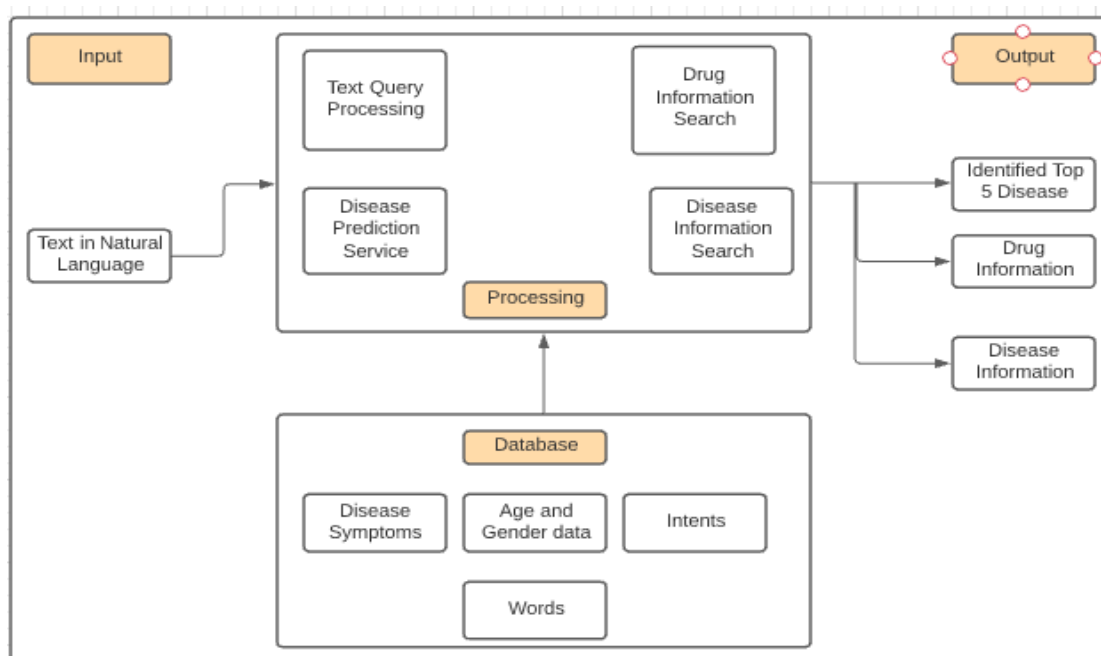 Input
Text in Natural
Language
Text Query
Processing
Drug
Information
Search
Disease
Prediction
Service
Disease
Information
Search
Processing
Output
Identified Top
5 Disease
Drug
Information
Disease
Information
Database
Disease
Symptoms
Age and
Gender data
Intents
Words